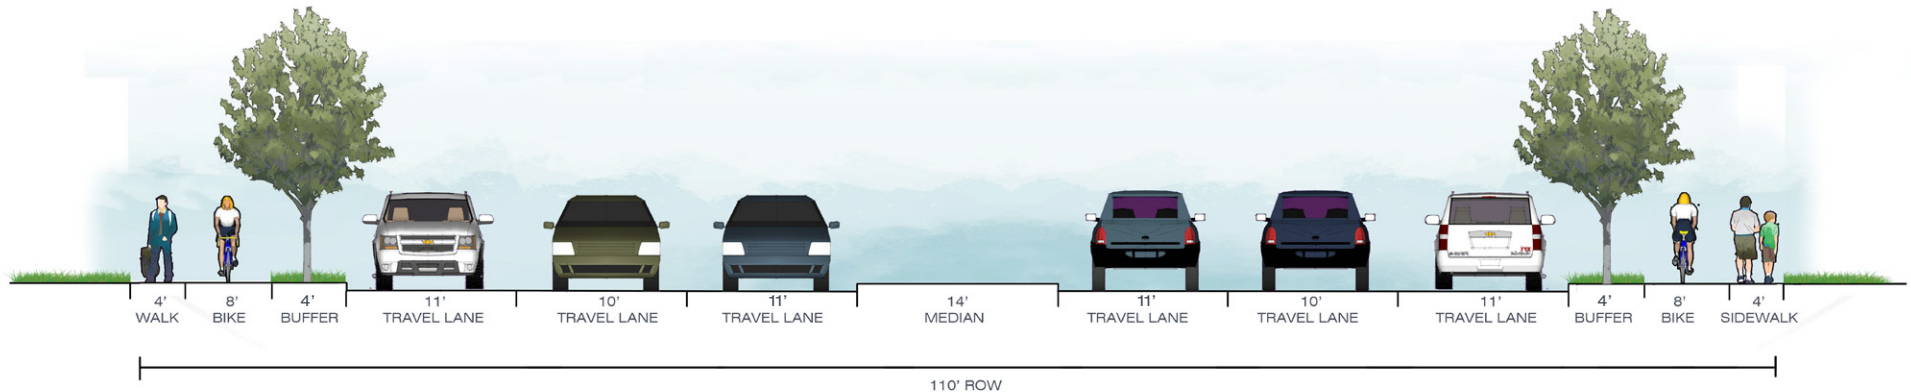 4' 8' 4' 11' 10' 11' 14' 11' 10' 11' 4' 8' 4'
WALK BIKE BUFFER TRAVEL LANE TRAVEL LANE TRAVEL LANE MEDIAN TRAVEL LANE TRAVEL LANE TRAVEL LANE BUFFER BIKE SIDEWALK
110' ROW